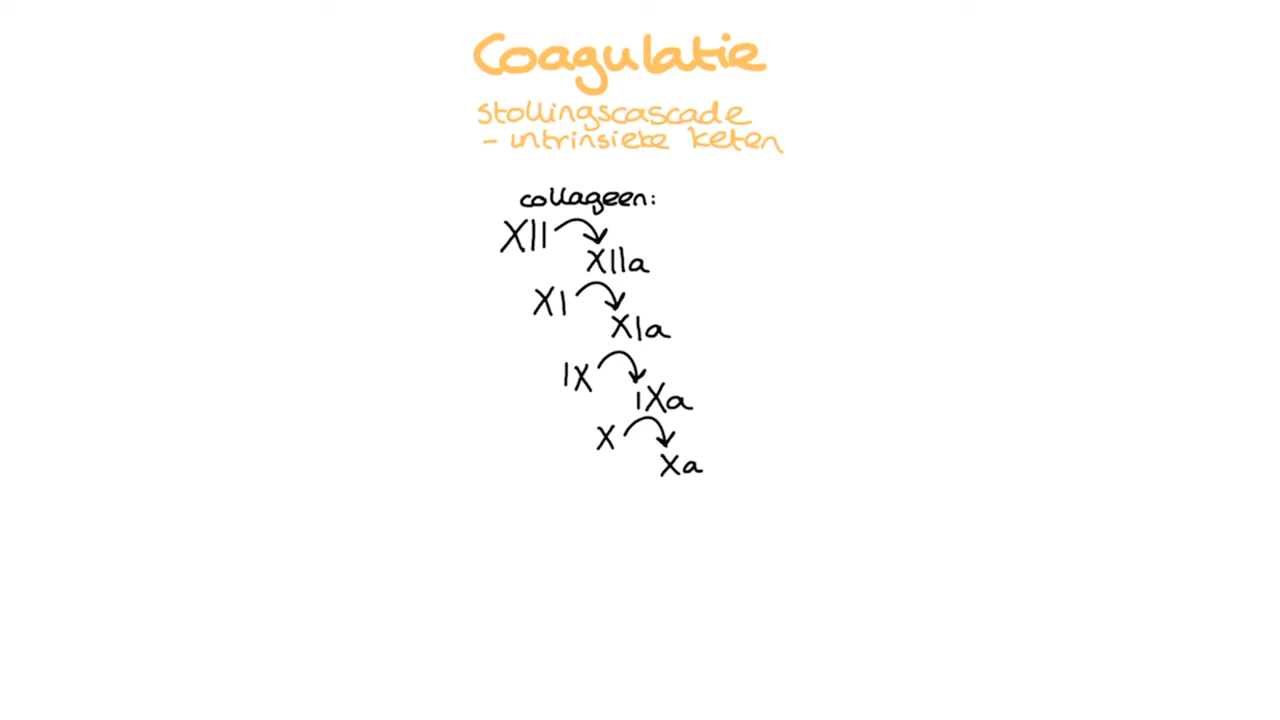 Coagulatie
stollingscascade
- intrinsieke keten
collageen:
XII
XIIa
XI
XIa
IX
IXa
X
Xa